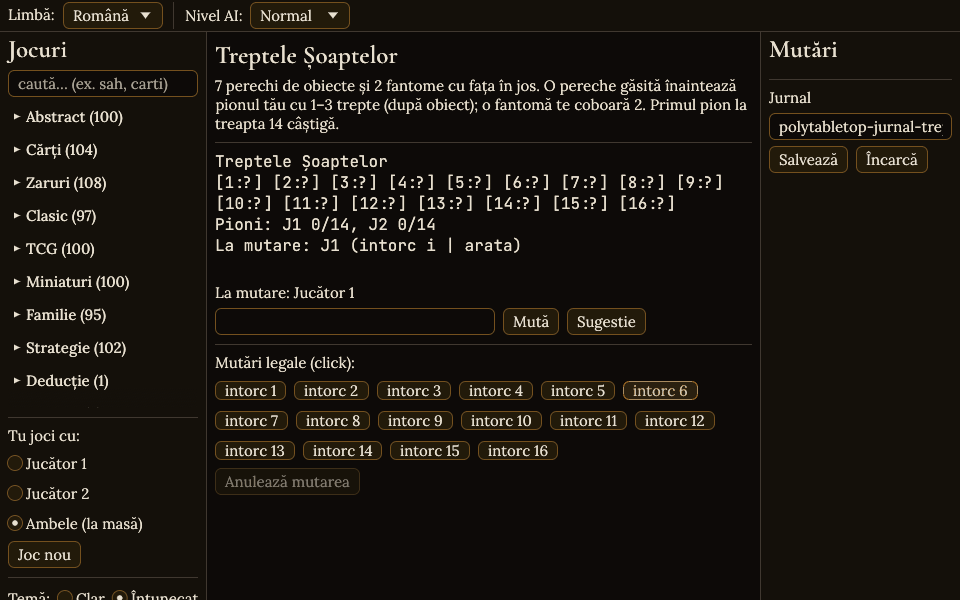 Limbă: Română Nivel AI: Normal
Jocuri
caută... (ex. sah, carti)
Abstract (100)
Cărți (104)
Zaruri (108)
Clasic (97)
TCG (100)
Miniaturi (100)
Familie (95)
Strategie (102)
Deducție (1)
Tu joci cu:
Jucător 1
Jucător 2
Ambele (la masă)
Joc nou
Temă: Clar Întunecat
Treptele Șoaptelor
7 perechi de obiecte și 2 fantome cu fața în jos. O pereche găsită înaintează
pionul tău cu 1–3 trepte (după obiect); o fantomă te coboară 2. Primul pion la
treapta 14 câștigă.
Treptele Șoaptelor
[1:?] [2:?] [3:?] [4:?] [5:?] [6:?] [7:?] [8:?] [9:?]
[10:?] [11:?] [12:?] [13:?] [14:?] [15:?] [16:?]
Pioni: J1 0/14, J2 0/14
La mutare: J1 (intorc i | arata)
La mutare: Jucător 1
Mută Sugestie
Mutări legale (click):
intorc 1 intorc 2 intorc 3 intorc 4 intorc 5 intorc 6
intorc 7 intorc 8 intorc 9 intorc 10 intorc 11 intorc 12
intorc 13 intorc 14 intorc 15 intorc 16
Anulează mutarea
Mutări
Jurnal
polytabletop-jurnal-tre
Salvează Încarcă